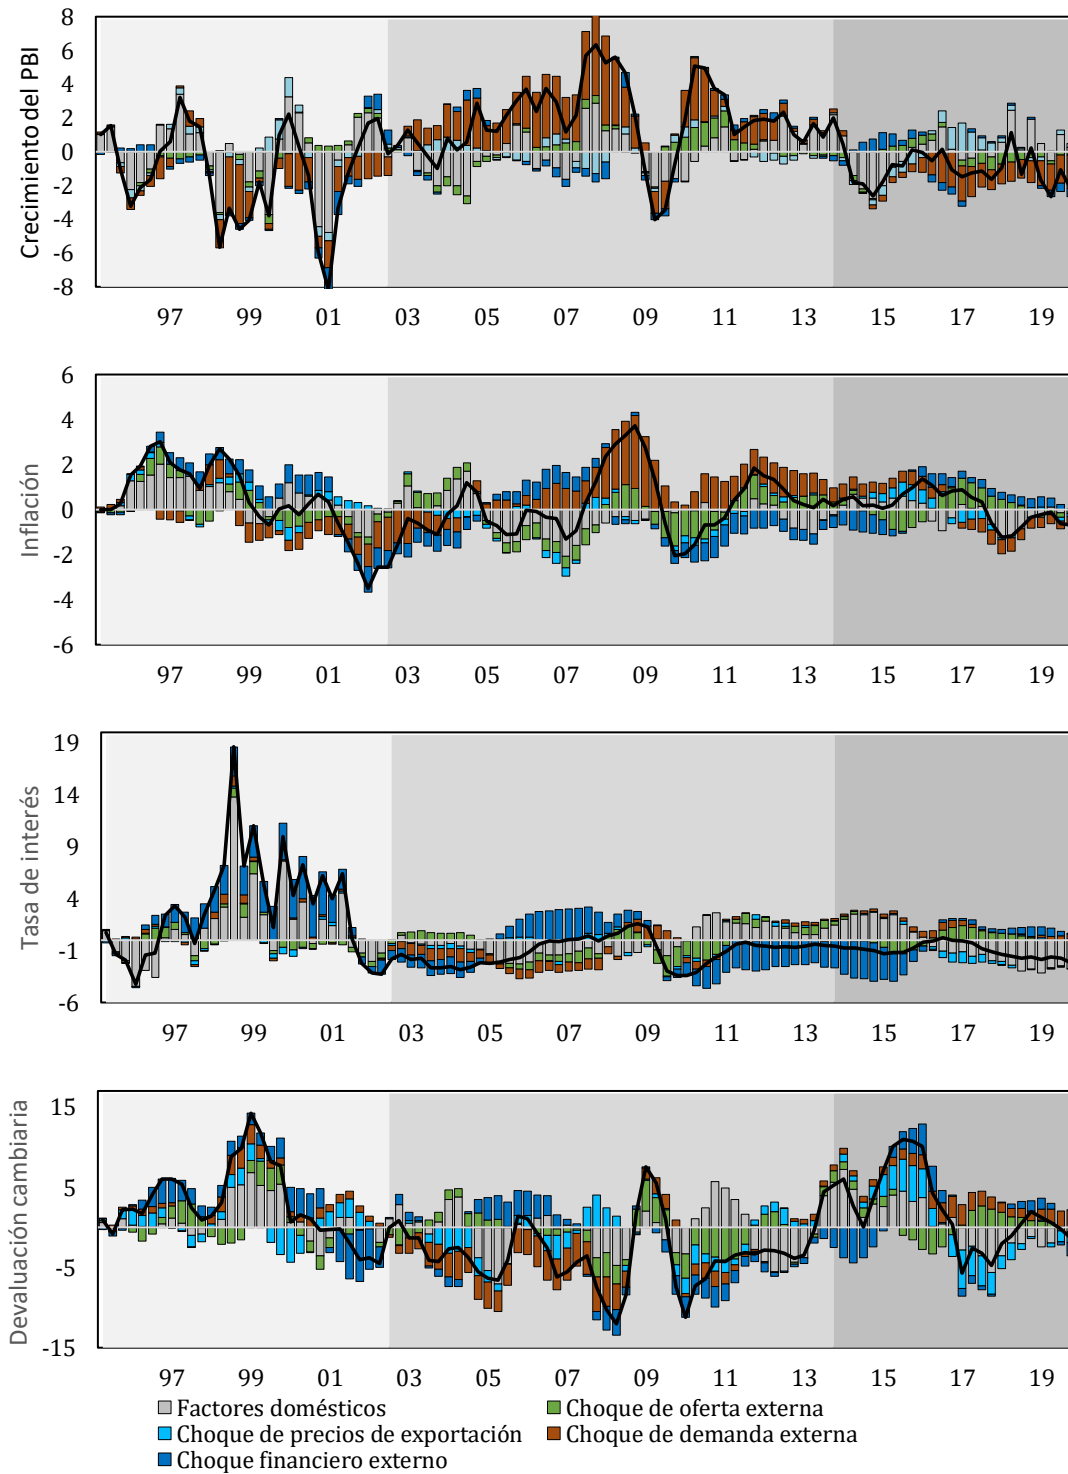 Crecimiento del PBI
8
6
4
2
0
-2
-4
-6
-8
97 99 01 03 05 07 09 11 13 15 17 19
Inflación
6
4
2
0
-2
-4
-6
97 99 01 03 05 07 09 11 13 15 17 19
Tasa de interés
19
14
9
4
-1
-6
97 99 01 03 05 07 09 11 13 15 17 19
Devaluación cambiaria
15
5
-5
-15
97 99 01 03 05 07 09 11 13 15 17 19
Factores domésticos Choque de oferta externa
Choque de precios de exportación Choque de demanda externa
Choque financiero externo